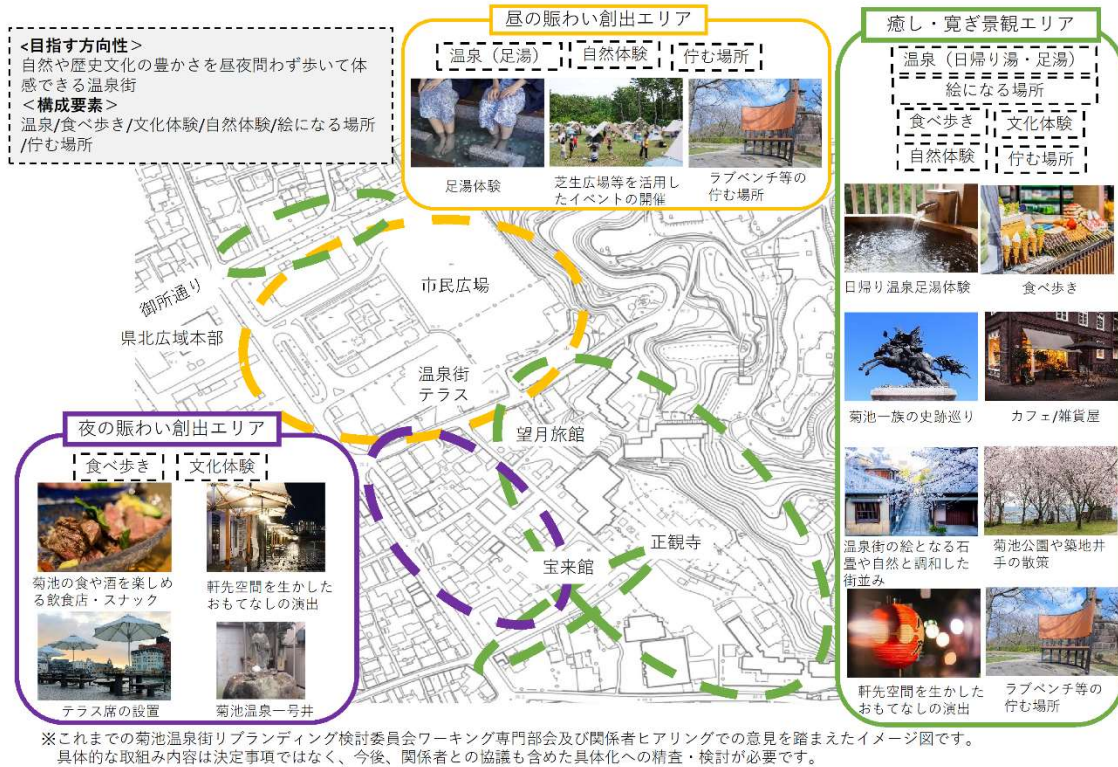 <目指す方向性>
自然や歴史文化の豊かさを昼夜問わず歩いて体
感できる温泉街
<構成要素>
温泉/食べ歩き/文化体験/自然体験/絵になる場所
/佇む場所
昼の賑わい創出エリア
温泉（足湯）
自然体験
佇む場所
足湯体験
芝生広場等を活用し
たイベントの開催
ラブベンチ等の
佇む場所
癒し・寛ぎ景観エリア
温泉（日帰り湯・足湯）
絵になる場所
食べ歩き
文化体験
自然体験
佇む場所
日帰り温泉足湯体験
食べ歩き
菊池一族の史跡巡り
カフェ/雑貨屋
温泉街の絵となる石
畳や自然と調和した
街並み
菊池公園や築地井
手の散策
軒先空間を生かした
おもてなしの演出
ラブベンチ等の
佇む場所
御所通り
市民広場
県北広域本部
温泉街
テラス
望月旅館
正観寺
宝来館
夜の賑わい創出エリア
食べ歩き
文化体験
菊池の食や酒を楽しめ
る飲食店・スナック
軒先空間を生かした
おもてなしの演出
テラス席の設置
菊池温泉一号井
※これまでの菊池温泉街リブランディング検討委員会ワーキング専門部会及び関係者ヒアリングでの意見を踏まえたイメージ図です。
具体的な取組み内容は決定事項ではなく、今後、関係者との協議も含めた具体化への精査・検討が必要です。